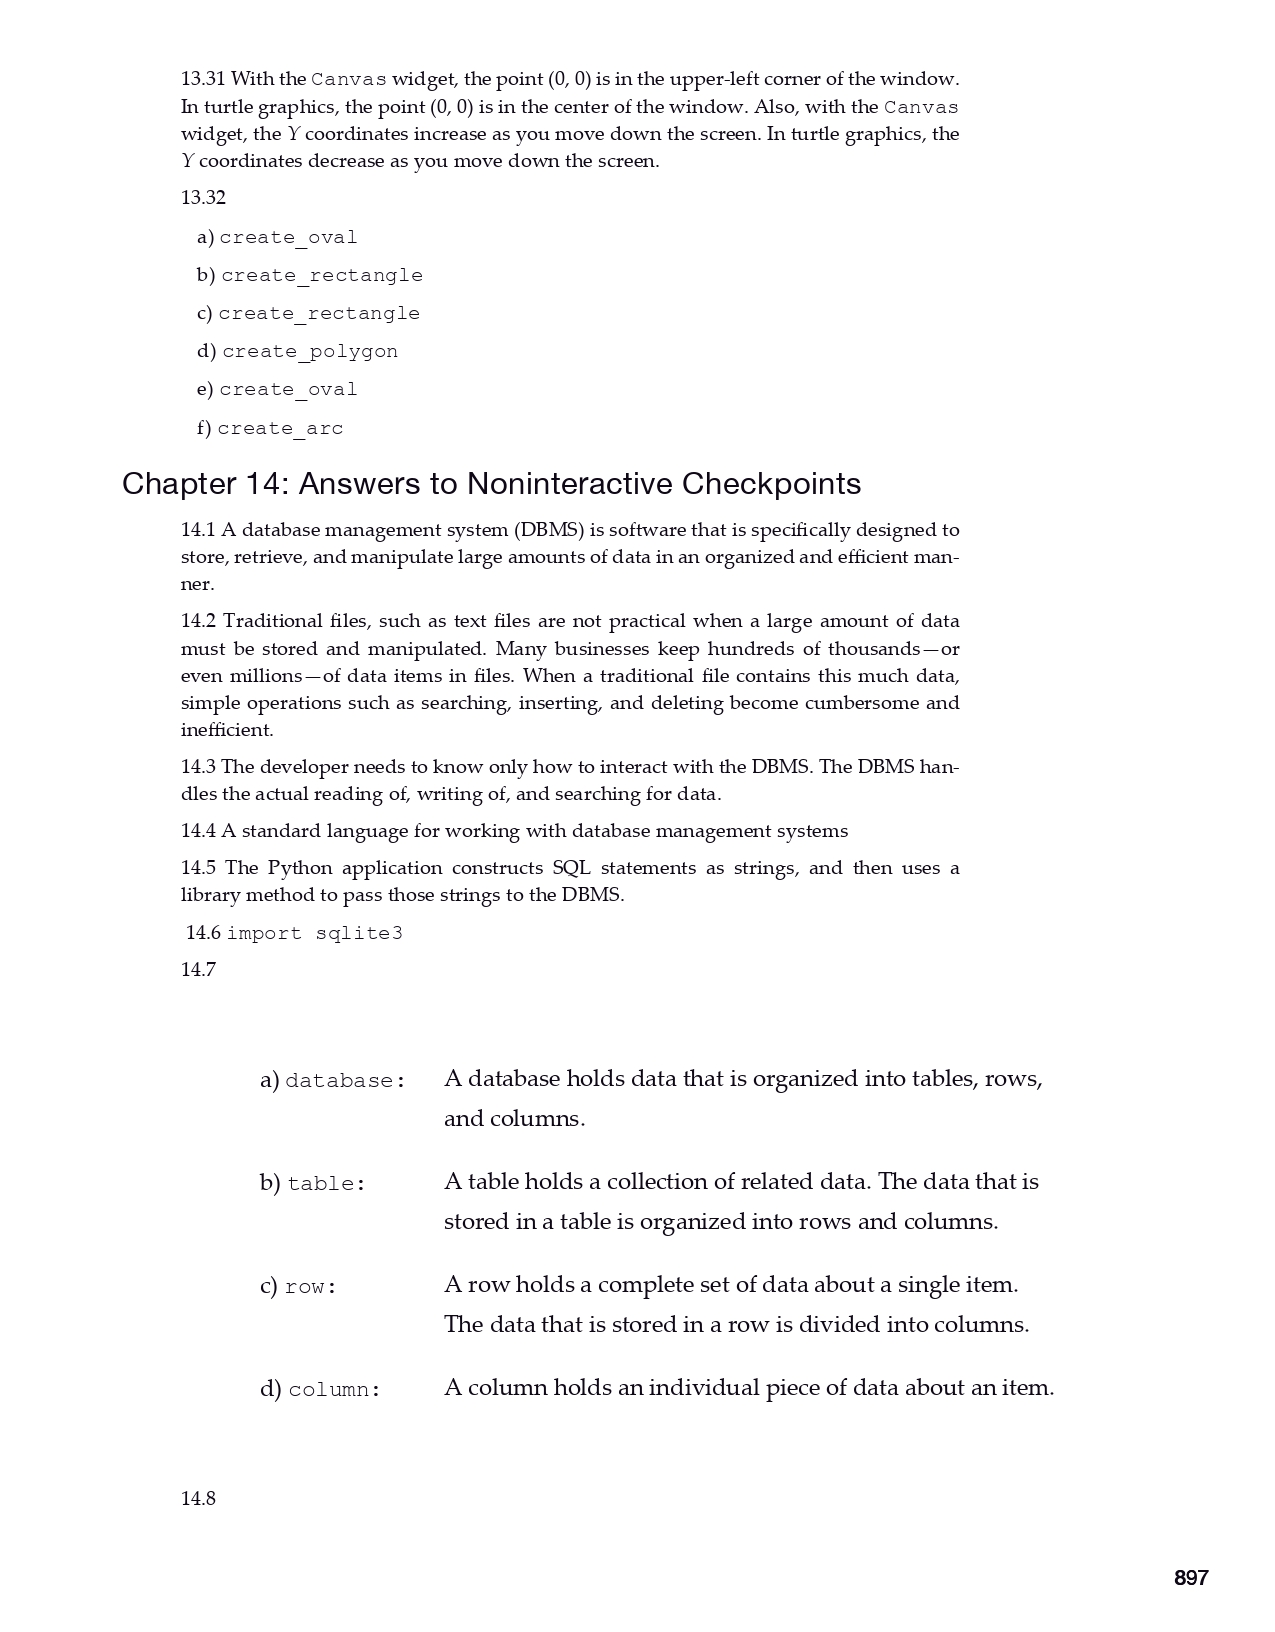 13.31 With the Canvas widget, the point (0, 0) is in the upper-left corner of the window.
In turtle graphics, the point (0, 0) is in the center of the window. Also, with the Canvas
widget, the Y coordinates increase as you move down the screen. In turtle graphics, the
Y coordinates decrease as you move down the screen.
13.32
a) create_oval
b) create_rectangle
c) create_rectangle
d) create_polygon
e) create_oval
f) create_arc
Chapter 14: Answers to Noninteractive Checkpoints
14.1 A database management system (DBMS) is software that is specifically designed to
store, retrieve, and manipulate large amounts of data in an organized and efficient man-
ner.
14.2 Traditional files, such as text files are not practical when a large amount of data
must be stored and manipulated. Many businesses keep hundreds of thousands—or
even millions—of data items in files. When a traditional file contains this much data,
simple operations such as searching, inserting, and deleting become cumbersome and
inefficient.
14.3 The developer needs to know only how to interact with the DBMS. The DBMS han-
dles the actual reading of, writing of, and searching for data.
14.4 A standard language for working with database management systems
14.5 The Python application constructs SQL statements as strings, and then uses a
library method to pass those strings to the DBMS.
14.6 import sqlite3
14.7
a) database: A database holds data that is organized into tables, rows,
and columns.
b) table: A table holds a collection of related data. The data that is
stored in a table is organized into rows and columns.
c) row: A row holds a complete set of data about a single item.
The data that is stored in a row is divided into columns.
d) column: A column holds an individual piece of data about an item.
14.8
897